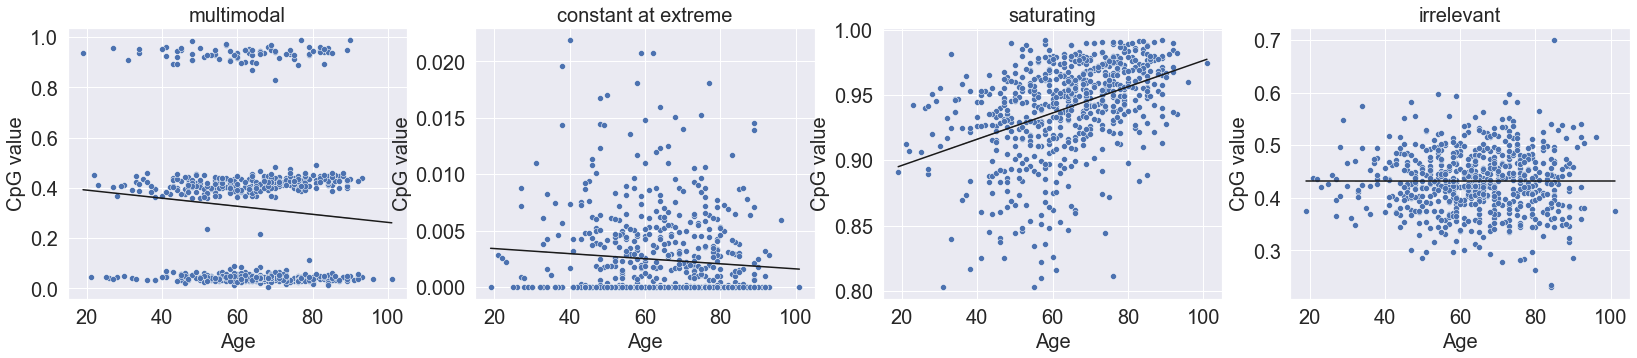 multimodal
CpG value
1.0
0.8
0.6
0.4
0.2
0.0
20 40 60 80 100
Age
constant at extreme
CpG value
0.020
0.015
0.010
0.005
0.000
20 40 60 80 100
Age
saturating
CpG value
1.00
0.95
0.90
0.85
0.80
20 40 60 80 100
Age
irrelevant
CpG value
0.7
0.6
0.5
0.4
0.3
20 40 60 80 100
Age